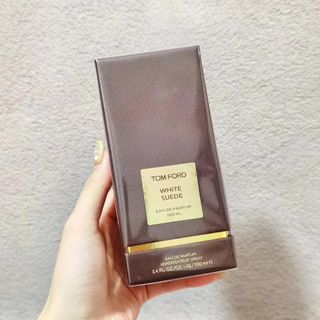 TOM FORD
WHITE
SUEDE
EAU DE PARFUM
100 ML
EAU DE PARFUM
VAPORISATEUR SPRAY
3.4 FL.OZ./OZ. LIQ./100 ml ℮